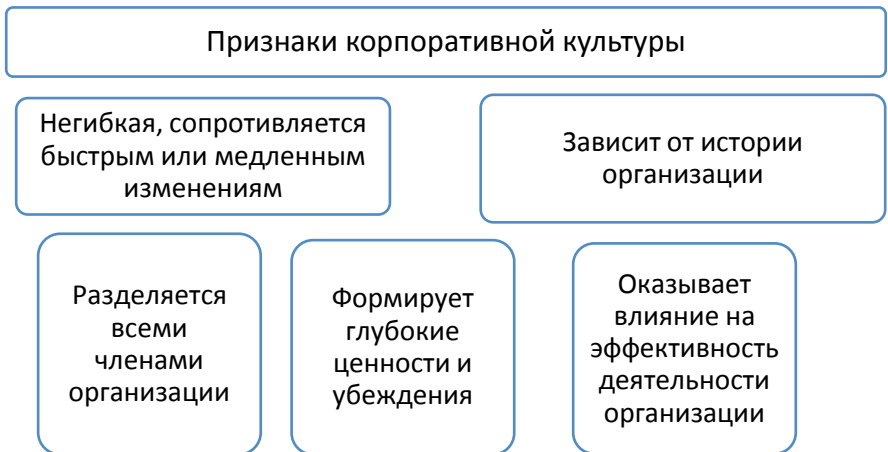 Признаки корпоративной культуры
Негибкая, сопротивляется
быстрым или медленным
изменениям
Зависит от истории
организации
Разделяется
всеми
членами
организации
Формирует
глубокие
ценности и
убеждения
Оказывает
влияние на
эффективность
деятельности
организации